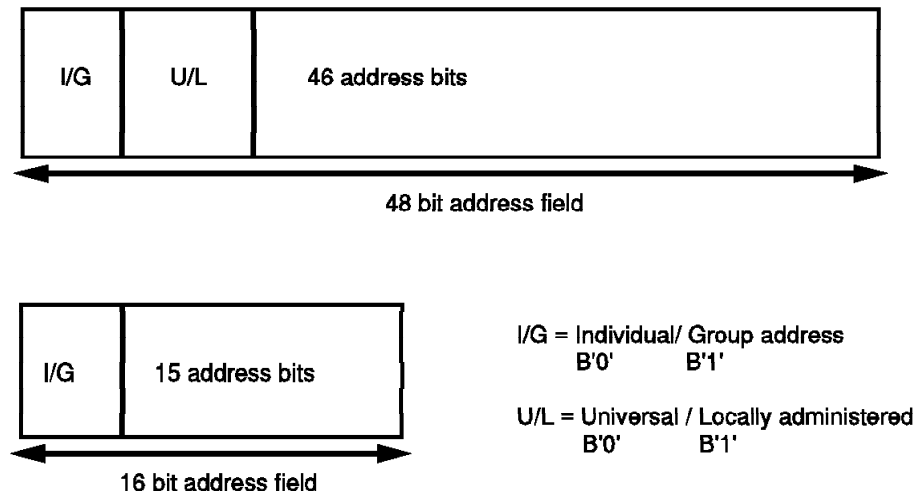 I/G
U/L
46 address bits
48 bit address field
I/G
15 address bits
16 bit address field
I/G = Individual/ Group address
B'0' B'1'
U/L = Universal / Locally administered
B'0' B'1'